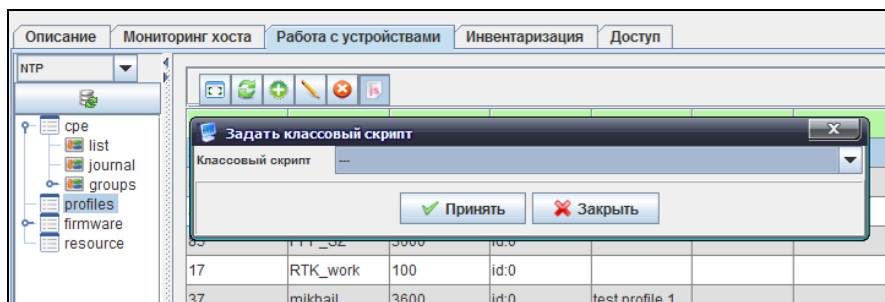 Описание Мониторинг хоста Работа с устройствами Инвентаризация Доступ
NTP
cpe
list
journal
groups
profiles
firmware
resource
Задать классовый скрипт
Классовый скрипт ---
Принять Закрыть
17 RTK_work 100 id:0
37 mikhail 3600 id:0 test profile 1